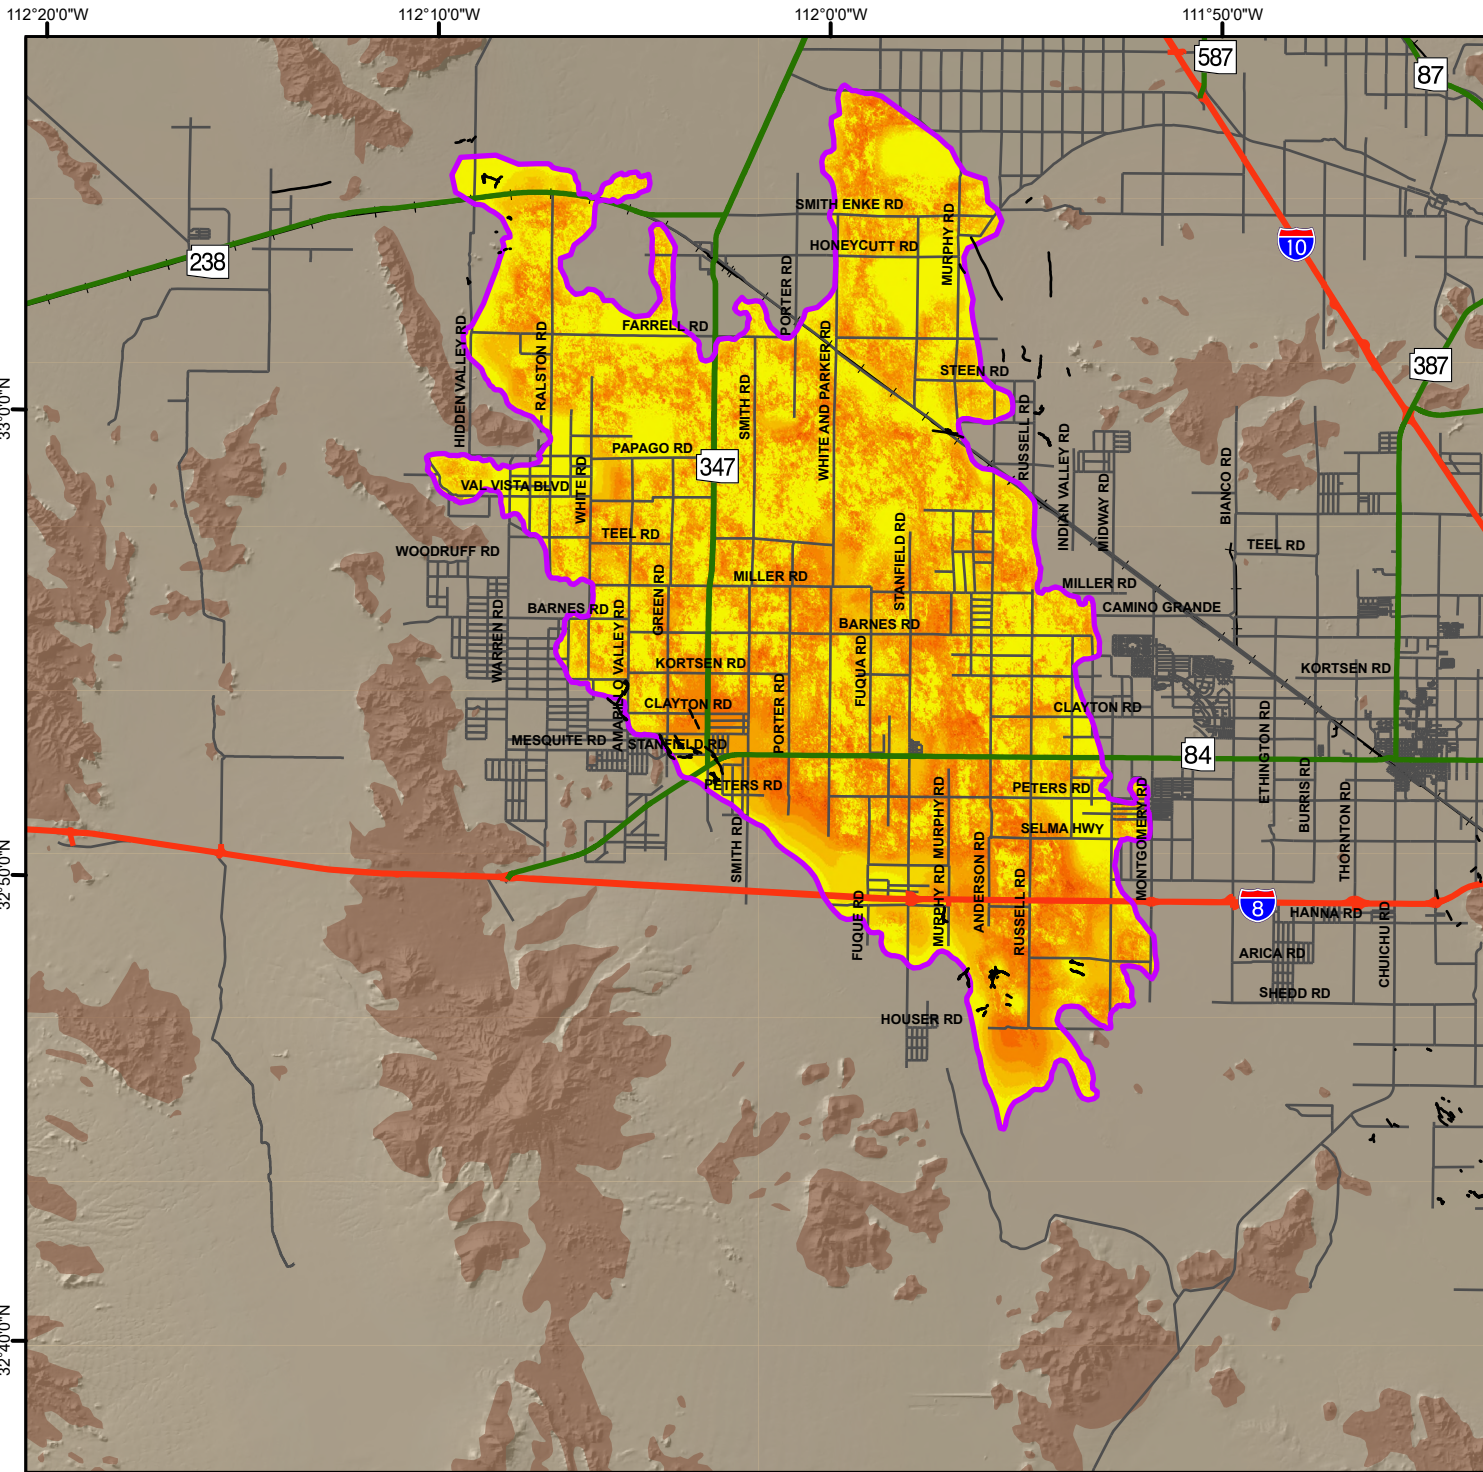 112°20'0"W
112°10'0"W
112°0'0"W
111°50'0"W
587
87
SMITH ENKE RD
MURPHY RD
HONEYCUTT RD
10
238
PORTER RD
FARRELL RD
HIDDEN VALLEY RD
RALSTON RD
WHITE AND PARKER RD
STEEN RD
387
SMITH RD
33°0'0"N
RUSSELL RD
INDIAN VALLEY RD
PAPAGO RD
347
BIANCO RD
VAL VISTA BLVD
WHITE RD
MIDWAY RD
TEEL RD
STANFIELD RD
TEEL RD
WOODRUFF RD
MILLER RD
MILLER RD
GREEN RD
BARNES RD
CAMINO GRANDE
BARNES RD
WARREN RD
AMARILLO VALLEY RD
KORTSEN RD
FUQUA RD
KORTSEN RD
CLAYTON RD
PORTER RD
CLAYTON RD
MESQUITE RD
STANFIELD RD
84
ETHINGTON RD
PETERS RD
PETERS RD
BURRIS RD
MURPHY RD
MONTGOMERY RD
THORNTON RD
SELMA HWY
SMITH RD
ANDERSON RD
32°50'0"N
MURPHY RD
RUSSELL RD
FUQUE RD
8
HANNA RD
CHUICHU RD
ARICA RD
SHEDD RD
HOUSER RD
32°40'0"N